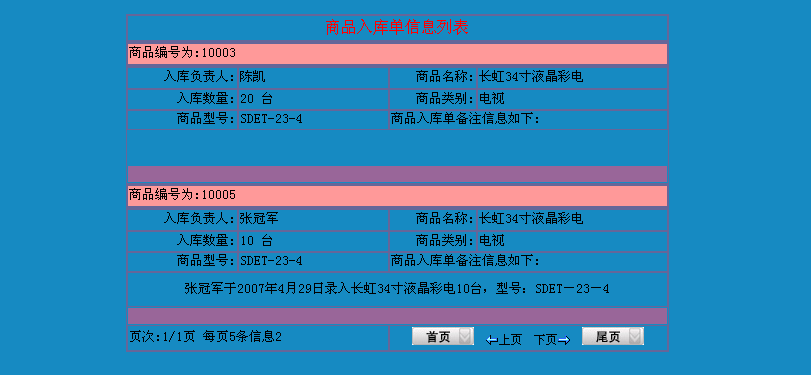 商品入库单信息列表
商品编号为:10003
入库负责人: 陈凯 商品名称: 长虹34寸液晶彩电
入库数量: 20 台 商品类别: 电视
商品型号: SDET-23-4 商品入库单备注信息如下:
商品编号为:10005
入库负责人: 张冠军 商品名称: 长虹34寸液晶彩电
入库数量: 10 台 商品类别: 电视
商品型号: SDET-23-4 商品入库单备注信息如下:
张冠军于2007年4月29日录入长虹34寸液晶彩电10台，型号：SDET－23－4
页次:1/1页 每页5条信息2 首页 上页 下页 尾页